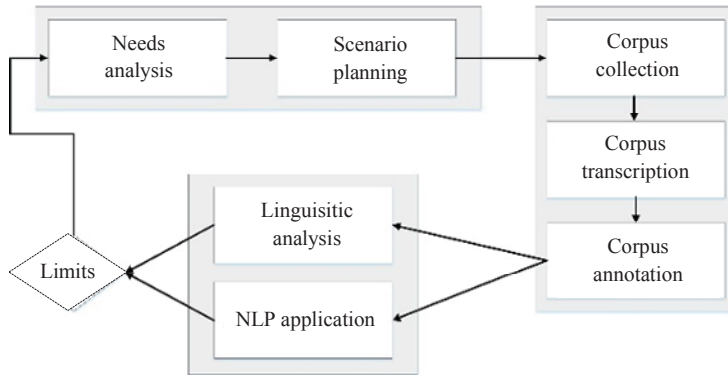 Needs
analysis
Scenario
planning
Corpus
collection
Corpus
transcription
Corpus
annotation
Linguisitic
analysis
NLP application
Limits